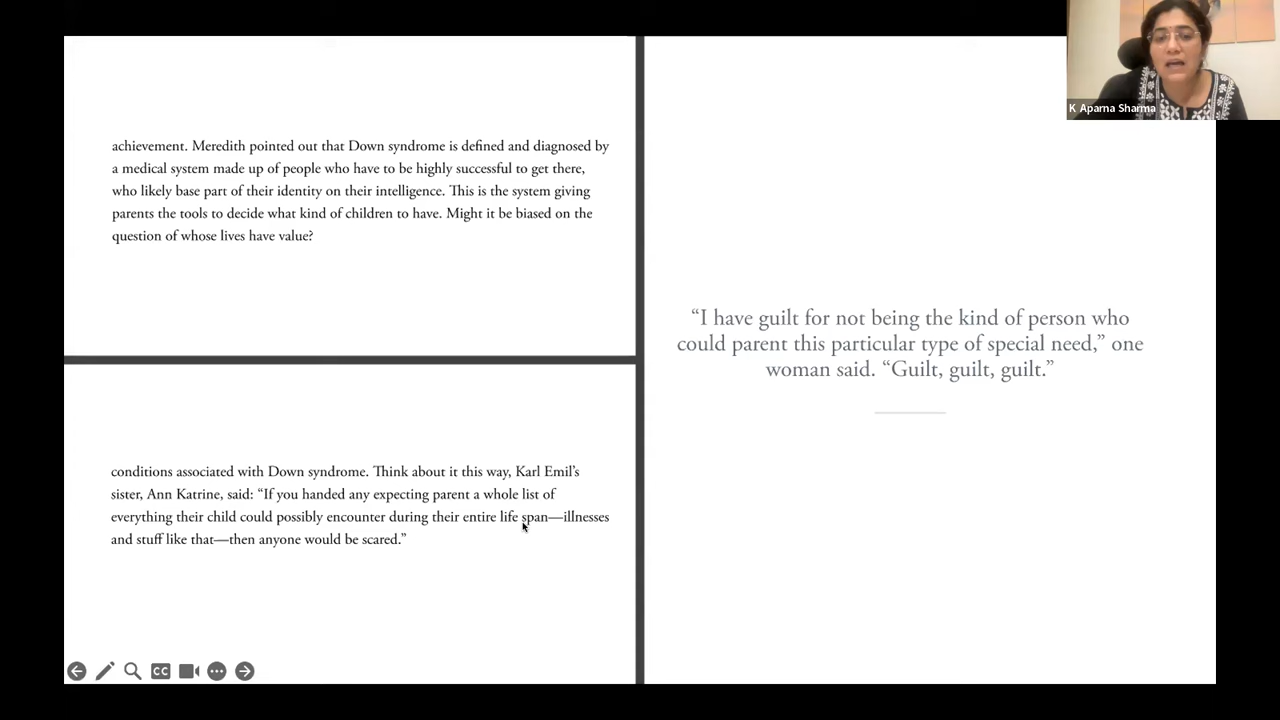 achievement. Meredith pointed out that Down syndrome is defined and diagnosed by
a medical system made up of people who have to be highly successful to get there,
who likely base part of their identity on their intelligence. This is the system giving
parents the tools to decide what kind of children to have. Might it be biased on the
question of whose lives have value?
conditions associated with Down syndrome. Think about it this way, Karl Emil’s
sister, Ann Katrine, said: “If you handed any expecting parent a whole list of
everything their child could possibly encounter during their entire life span—illnesses
and stuff like that—then anyone would be scared.”
“I have guilt for not being the kind of person who
could parent this particular type of special need,” one
woman said. “Guilt, guilt, guilt.”
K Aparna Sharma
CC